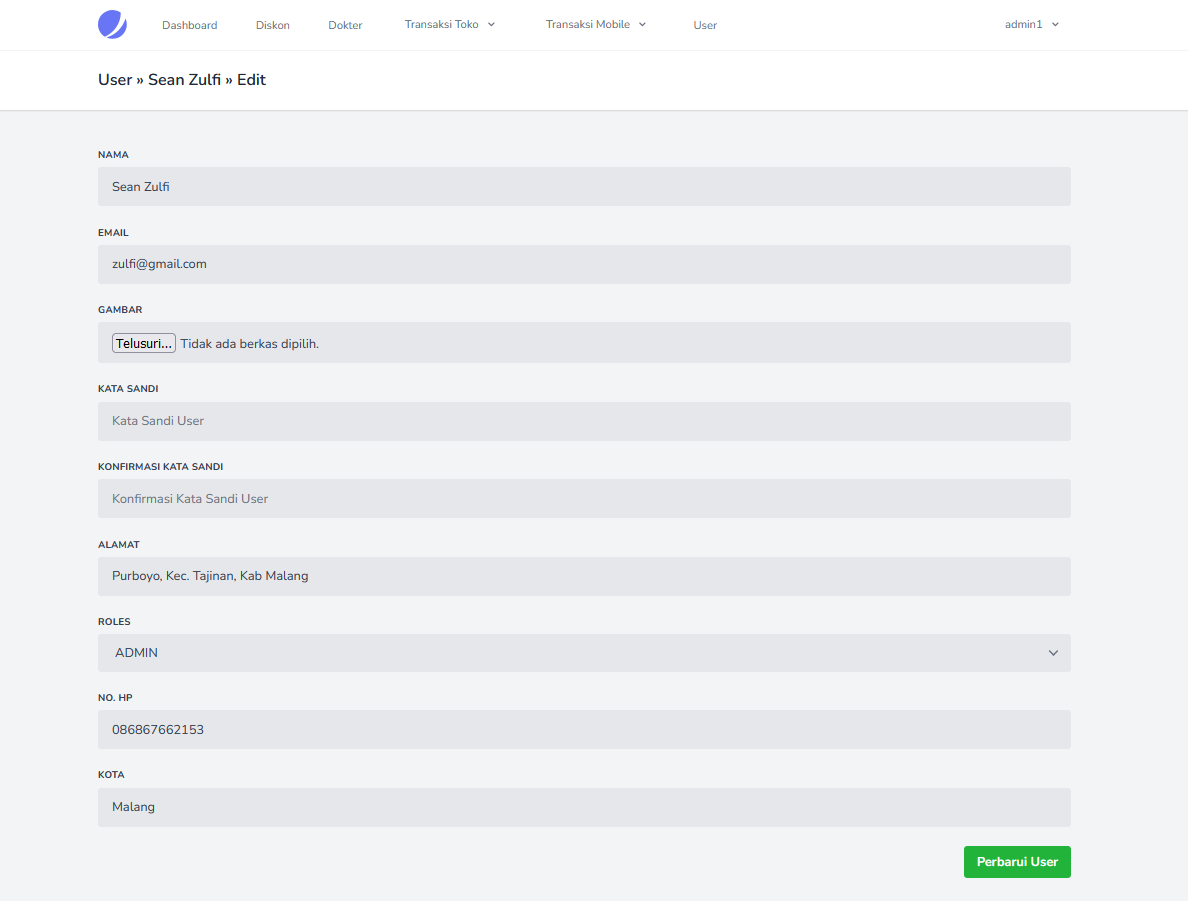 Dashboard Diskon Dokter Transaksi Toko Transaksi Mobile User admin1
User » Sean Zulfi » Edit
NAMA
Sean Zulfi
EMAIL
zulfi@gmail.com
GAMBAR
Telusuri... Tidak ada berkas dipilih.
KATA SANDI
Kata Sandi User
KONFIRMASI KATA SANDI
Konfirmasi Kata Sandi User
ALAMAT
Purboyo, Kec. Tajinan, Kab Malang
ROLES
ADMIN
NO. HP
086867662153
KOTA
Malang
Perbarui User